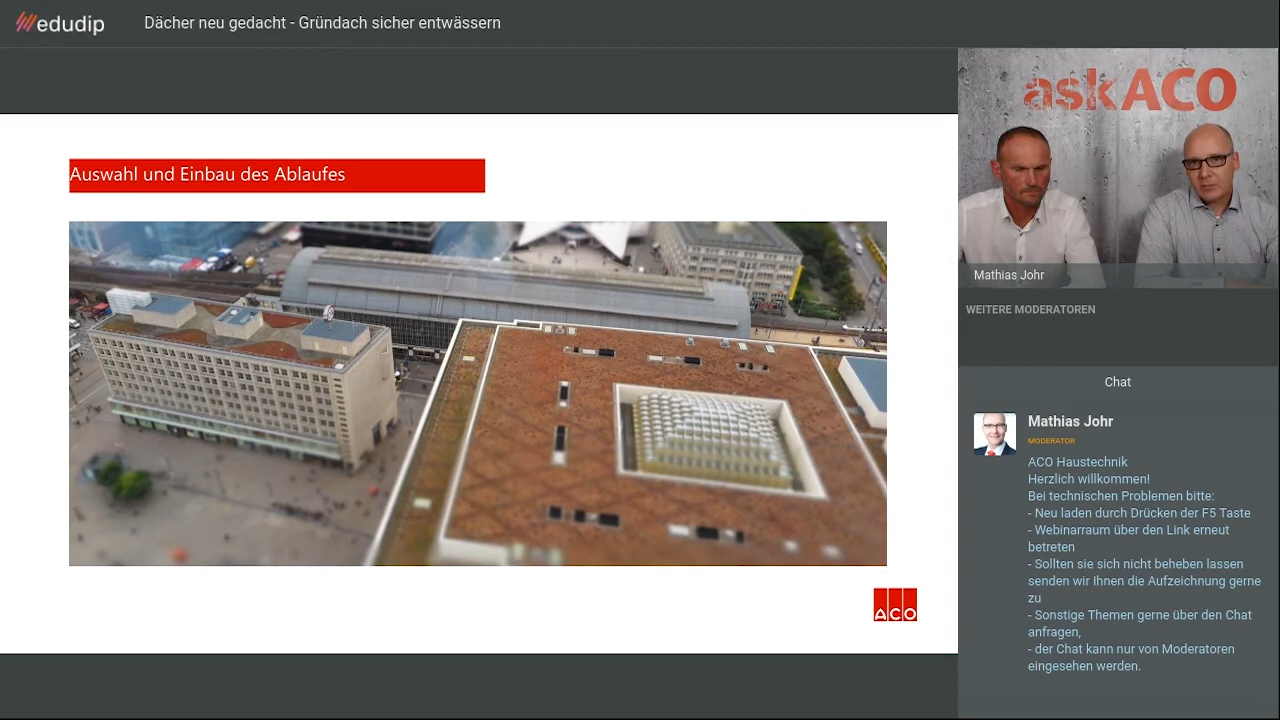 edudip
Dächer neu gedacht - Gründach sicher entwässern
Auswahl und Einbau des Ablaufes
ACO
askACO
Mathias Johr
WEITERE MODERATOREN
Chat
Mathias Johr
MODERATOR
ACO Haustechnik
Herzlich willkommen!
Bei technischen Problemen bitte:
- Neu laden durch Drücken der F5 Taste
- Webinarraum über den Link erneut
betreten
- Sollten sie sich nicht beheben lassen
senden wir Ihnen die Aufzeichnung gerne
zu
- Sonstige Themen gerne über den Chat
anfragen,
- der Chat kann nur von Moderatoren
eingesehen werden.